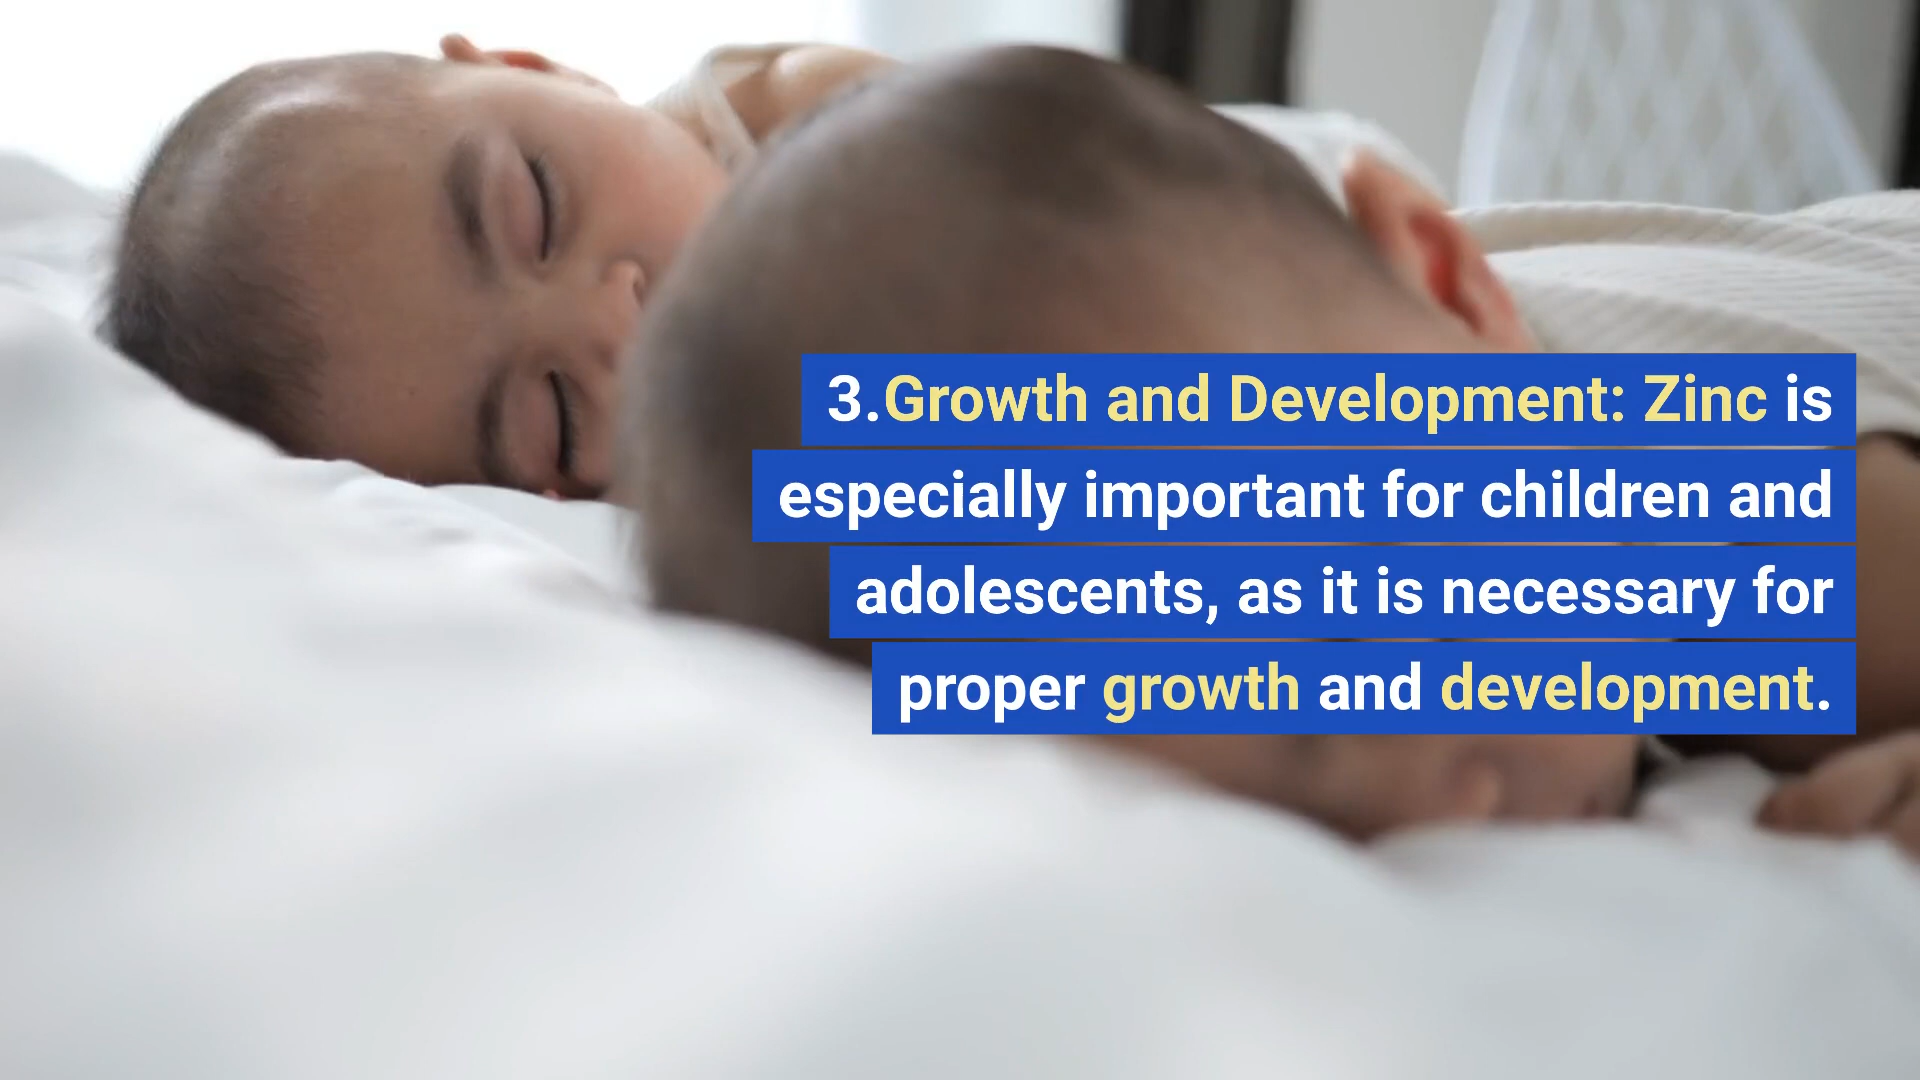 3.Growth and Development: Zinc is
especially important for children and
adolescents, as it is necessary for
proper growth and development.